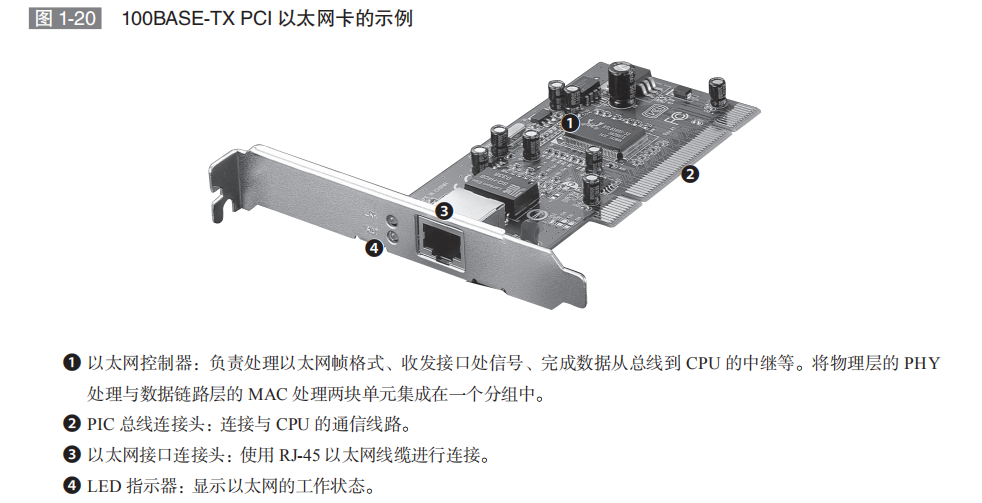 图 1-20 100BASE-TX PCI 以太网卡的示例
1
2
3
4
❶ 以太网控制器：负责处理以太网帧格式、收发接口处信号、完成数据从总线到 CPU 的中继等。将物理层的 PHY
处理与数据链路层的 MAC 处理两块单元集成在一个分组中。
❷ PIC 总线连接头：连接与 CPU 的通信线路。
❸ 以太网接口连接头：使用 RJ-45 以太网线缆进行连接。
❹ LED 指示器：显示以太网的工作状态。